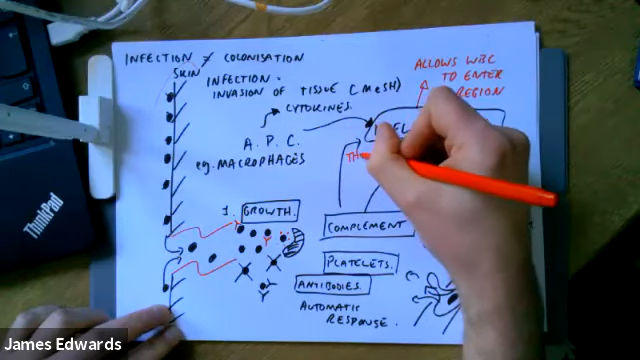 INFECTION ≠ COLONISATION
SKIN
INFECTION =
INVASION OF TISSUE (MESH)
CYTOKINES.
A.P.C.
eg. MACROPHAGES
ALLOWS WBC
TO ENTER
REGION
TH
1. GROWTH.
COMPLEMENT
PLATELETS.
ANTIBODIES.
AUTOMATIC
RESPONSE.
ThinkPad
James Edwards